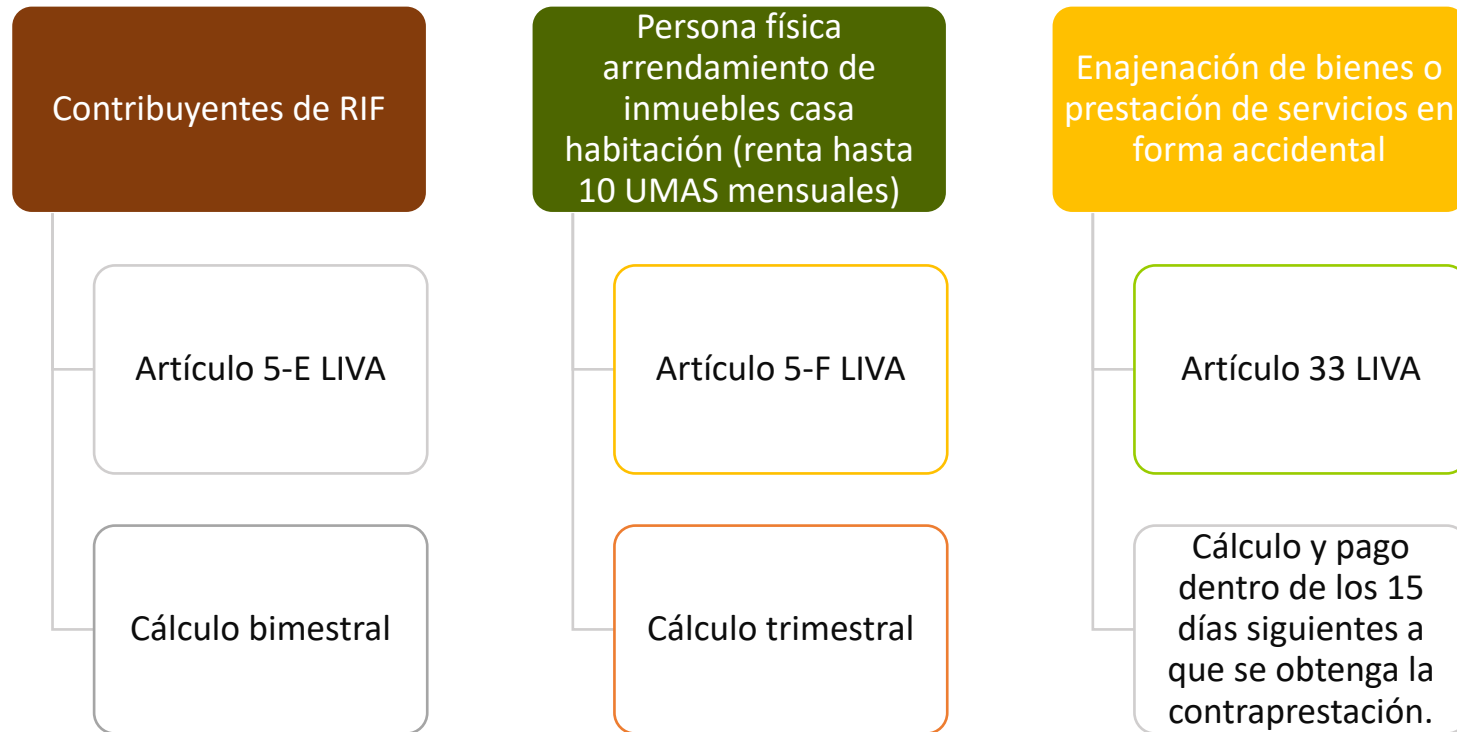 Contribuyentes de RIF
Artículo 5-E LIVA
Cálculo bimestral
Persona física
arrendamiento de
inmuebles casa
habitación (renta hasta
10 UMAS mensuales)
Artículo 5-F LIVA
Cálculo trimestral
Enajenación de bienes o
prestación de servicios en
forma accidental
Artículo 33 LIVA
Cálculo y pago
dentro de los 15
días siguientes a
que se obtenga la
contraprestación.